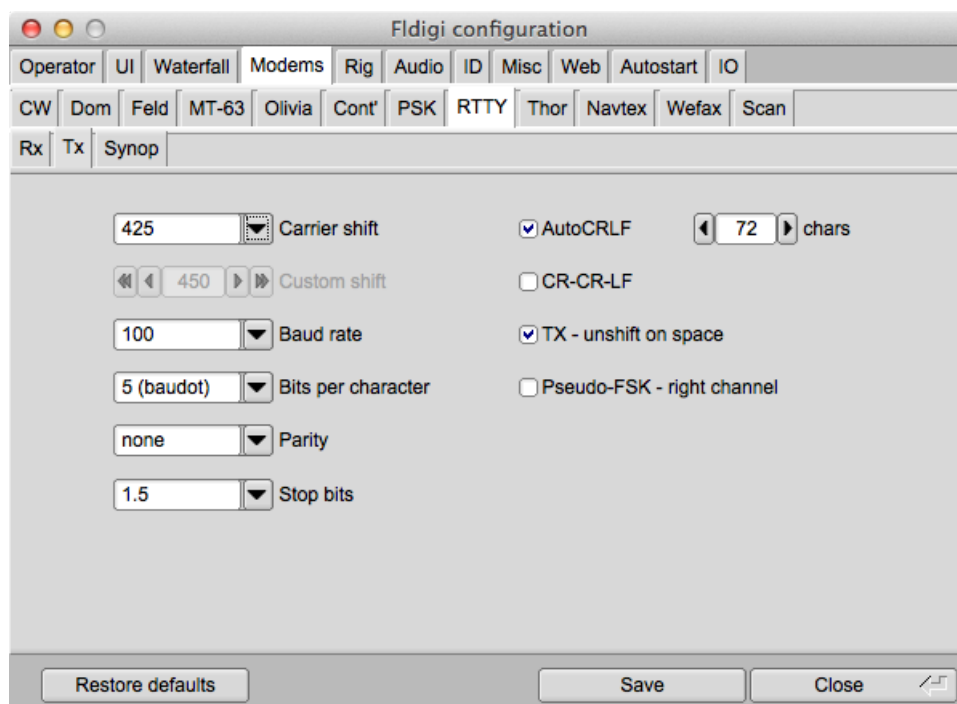 Fldigi configuration
Operator UI Waterfall Modems Rig Audio ID Misc Web Autostart IO
CW Dom Feld MT-63 Olivia Cont' PSK RTTY Thor Navtex Wefax Scan
Rx Tx Synop
425 Carrier shift AutoCRLF 72 chars
450 Custom shift CR-CR-LF
100 Baud rate TX - unshift on space
5 (baudot) Bits per character Pseudo-FSK - right channel
none Parity
1.5 Stop bits
Restore defaults Save Close